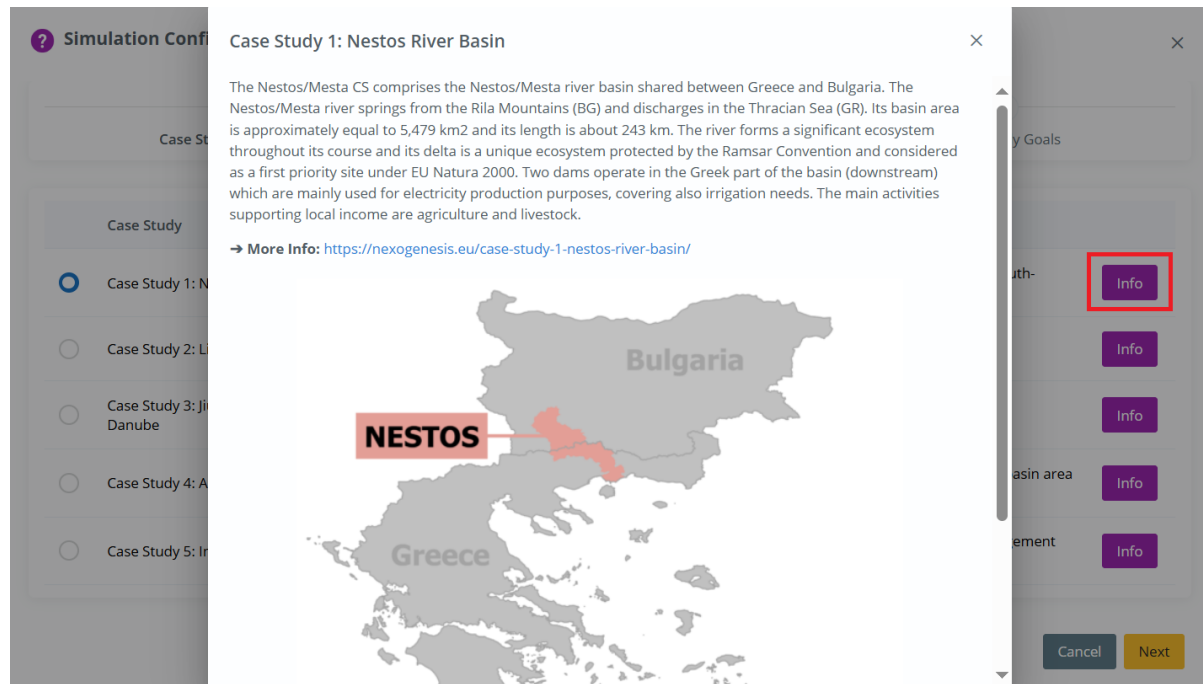 ? Simulation Confi
Case Study 1: Nestos River Basin
The Nestos/Mesta CS comprises the Nestos/Mesta river basin shared between Greece and Bulgaria. The
Nestos/Mesta river springs from the Rila Mountains (BG) and discharges in the Thracian Sea (GR). Its basin area
is approximately equal to 5,479 km2 and its length is about 243 km. The river forms a significant ecosystem
throughout its course and its delta is a unique ecosystem protected by the Ramsar Convention and considered
as a first priority site under EU Natura 2000. Two dams operate in the Greek part of the basin (downstream)
which are mainly used for electricity production purposes, covering also irrigation needs. The main activities
supporting local income are agriculture and livestock.
➔ More Info: https://nexogenesis.eu/case-study-1-nestos-river-basin/
Bulgaria
NESTOS
Greece
Case St
y Goals
Case Study
Case Study 1: N
uth-
Info
Case Study 2: Li
Info
Case Study 3: Jiu
Danube
Info
Case Study 4: A
asin area
Info
Case Study 5: In
gement
Info
Cancel
Next